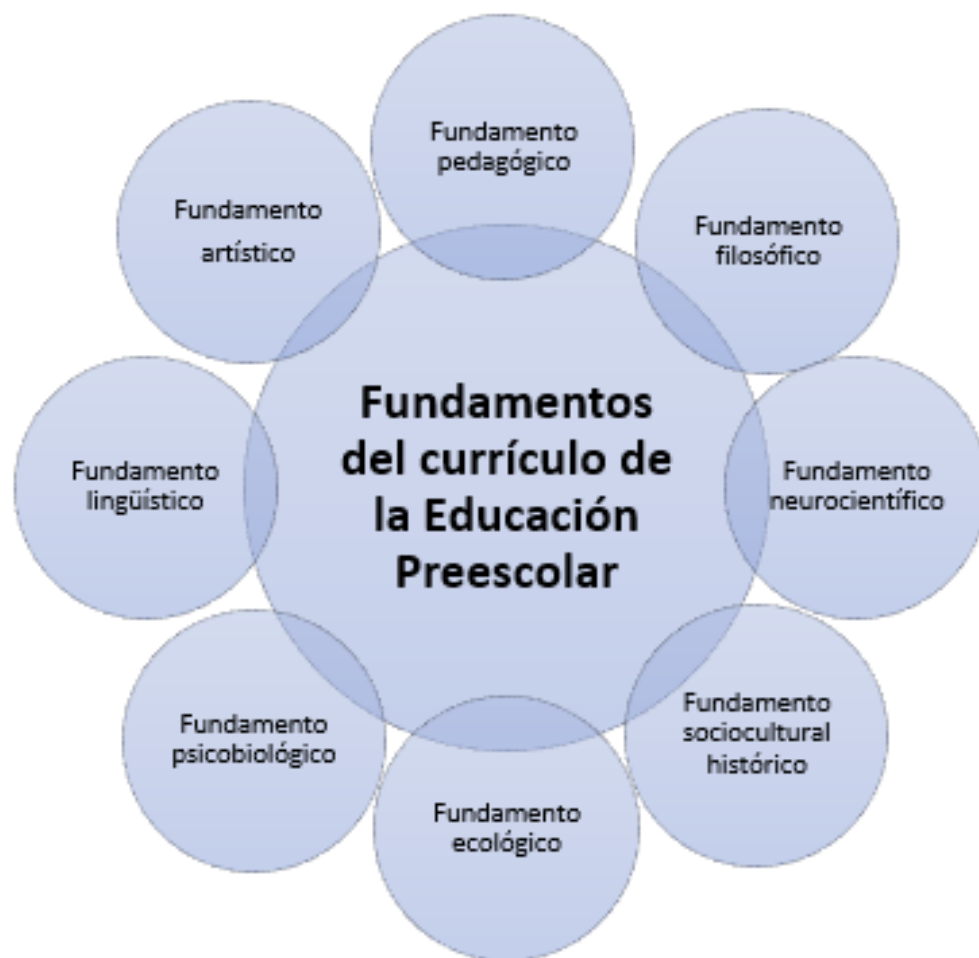 Fundamento
pedagógico
Fundamento
filosófico
Fundamento
neurocientífico
Fundamento
sociocultural
histórico
Fundamento
ecológico
Fundamento
psicobiológico
Fundamento
lingüístico
Fundamento
artístico
Fundamentos
del currículo de
la Educación
Preescolar